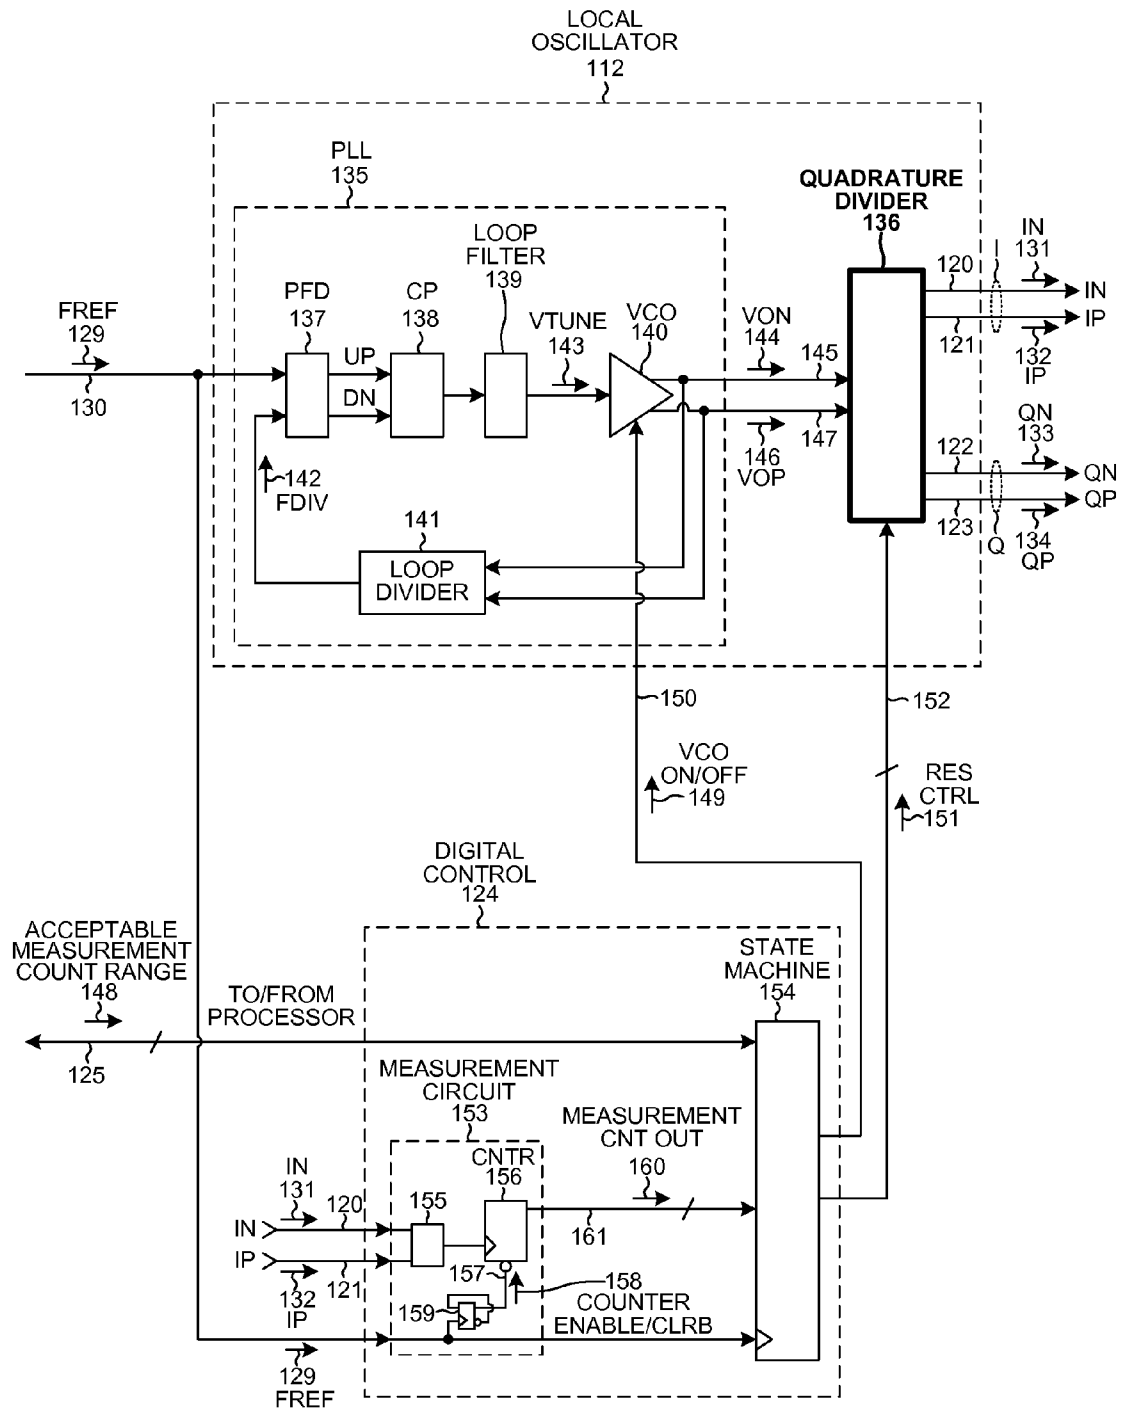 LOCAL
OSCILLATOR
112
PLL
135
QUADRATURE
DIVIDER
136
LOOP
FILTER
139
IN
131
I
120
IN
IP
121
132
IP
FREF
129
130
PFD
137
CP
138
UP
DN
VTUNE
143
VCO
140
VON
144
145
147
146
VOP
QN
133
122
QN
QP
123
Q
134
QP
142
FDIV
141
LOOP
DIVIDER
150
152
VCO
ON/OFF
149
RES
CTRL
151
DIGITAL
CONTROL
124
ACCEPTABLE
MEASUREMENT
COUNT RANGE
148
125
TO/FROM
PROCESSOR
STATE
MACHINE
154
MEASUREMENT
CIRCUIT
153
CNTR
156
MEASUREMENT
CNT OUT
160
161
IN
131
120
IN
IP
121
132
IP
155
157
158
159
COUNTER
ENABLE/CLRB
129
FREF